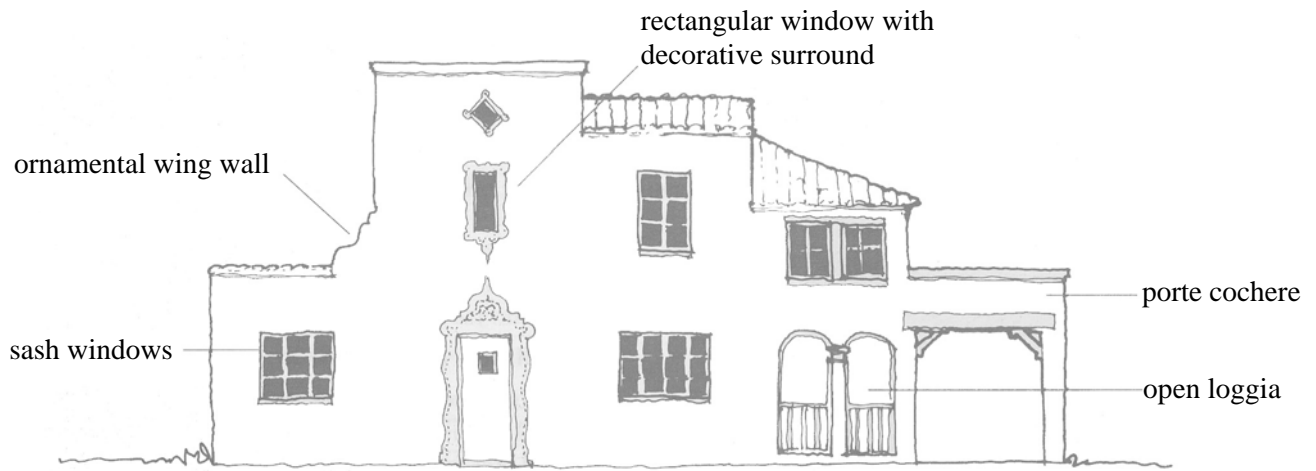 rectangular window with
decorative surround
ornamental wing wall
porte cochere
sash windows
open loggia